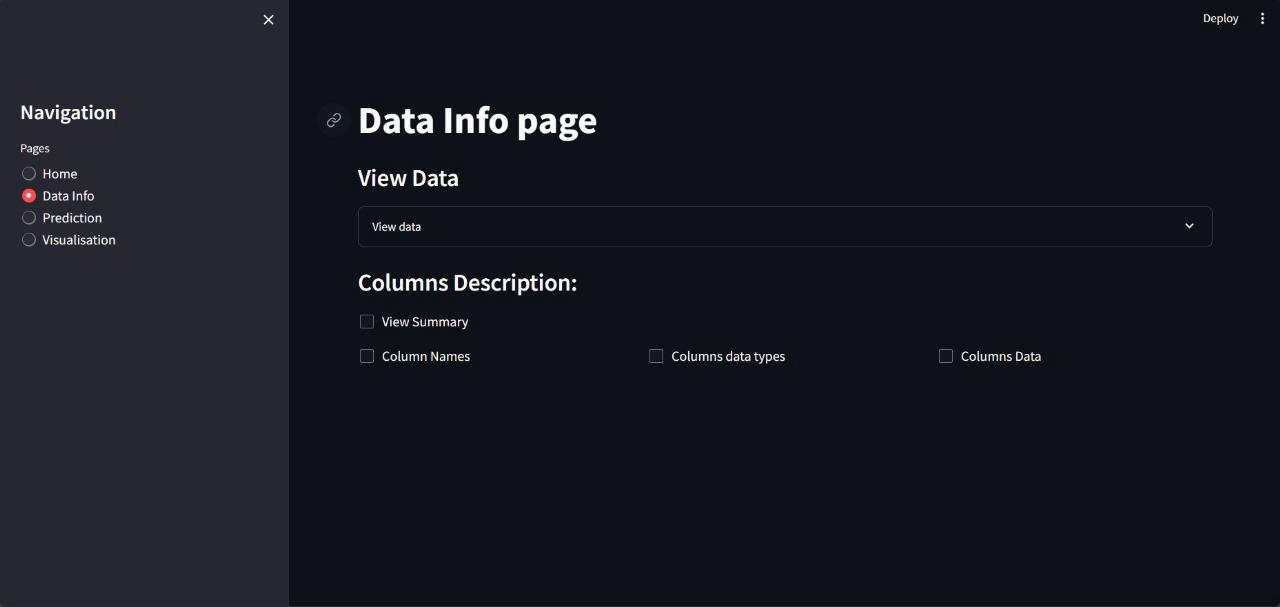 Deploy
Navigation
Pages
Home
Data Info
Prediction
Visualisation
Data Info page
View Data
View data
Columns Description:
View Summary
Column Names
Columns data types
Columns Data